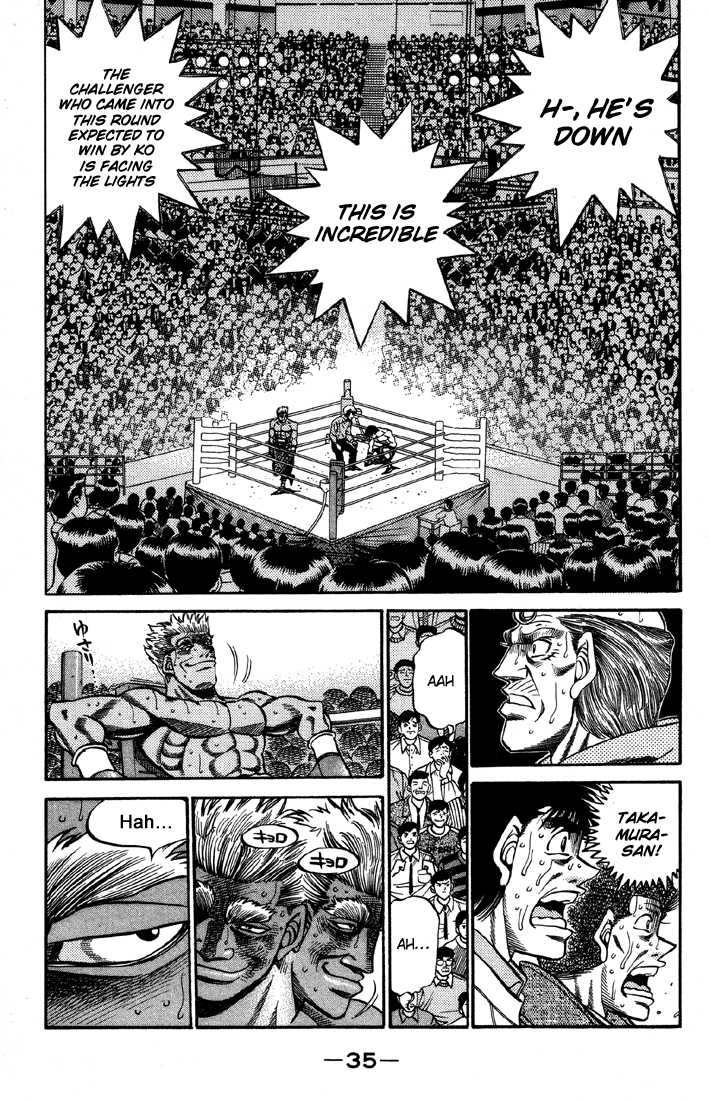 H-, HE'S
DOWN
THIS IS
INCREDIBLE
THE
CHALLENGER
WHO CAME INTO
THIS ROUND
EXPECTED TO
WIN BY KO
IS FACING
THE LIGHTS
TAKA-
MURA-
SAN!
AAH
AH...
ゆさ
キョロ
キョロ
Hah...
—35—